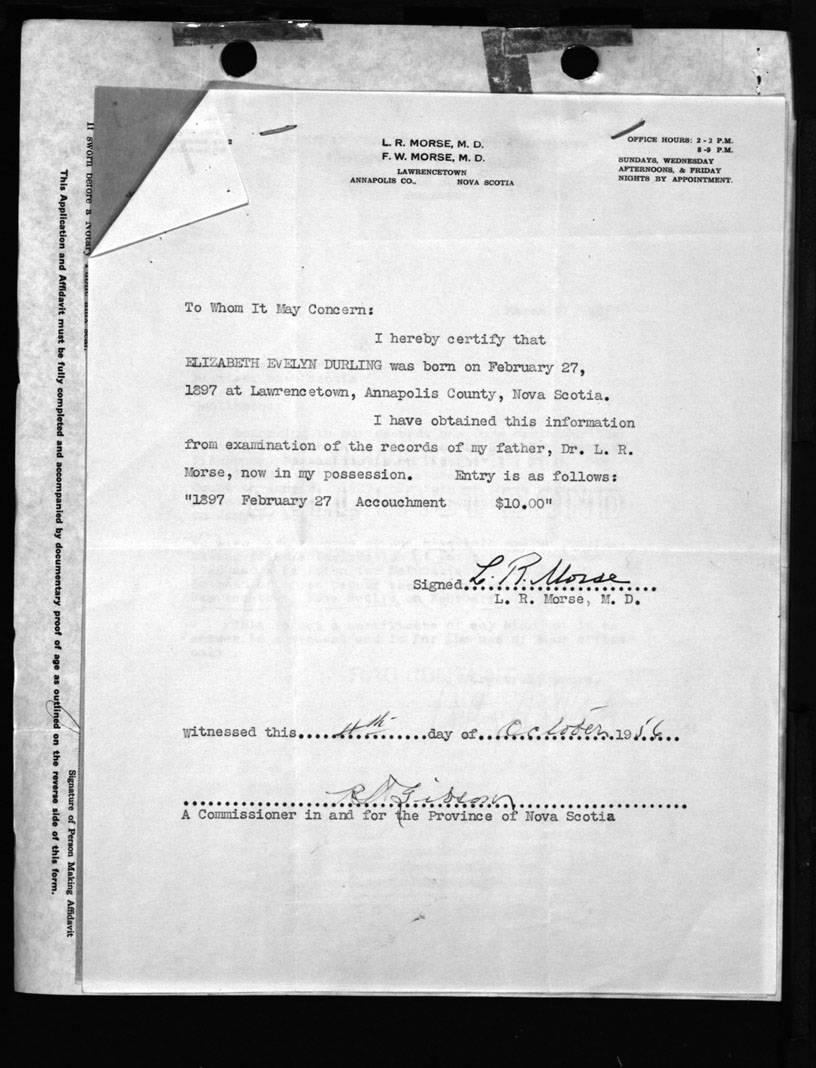 L. R. MORSE, M. D.
F. W. MORSE, M. D.
LAWRENCETOWN
ANNAPOLIS CO., NOVA SCOTIA
OFFICE HOURS: 2-3 P.M.
8-9 P.M.
SUNDAYS, WEDNESDAY
AFTERNOONS, & FRIDAY
NIGHTS BY APPOINTMENT.
To Whom It May Concern:
I hereby certify that
ELIZABETH EVELYN DURLING was born on February 27,
1897 at Lawrencetown, Annapolis County, Nova Scotia.
I have obtained this information
from examination of the records of my father, Dr. L. R.
Morse, now in my possession. Entry is as follows:
"1897 February 27 Accouchment $10.00"
Signed. L. R. Morse
L. R. Morse, M. D.
Witnessed this 4th day of October 1956
Gibson
A Commissioner in and for the Province of Nova Scotia
If sworn before a Notary
This Application and Affidavit must be fully completed and accompanied by documentary proof of age as outlined on the reverse side of this form.
Signature of Person Making Affidavit